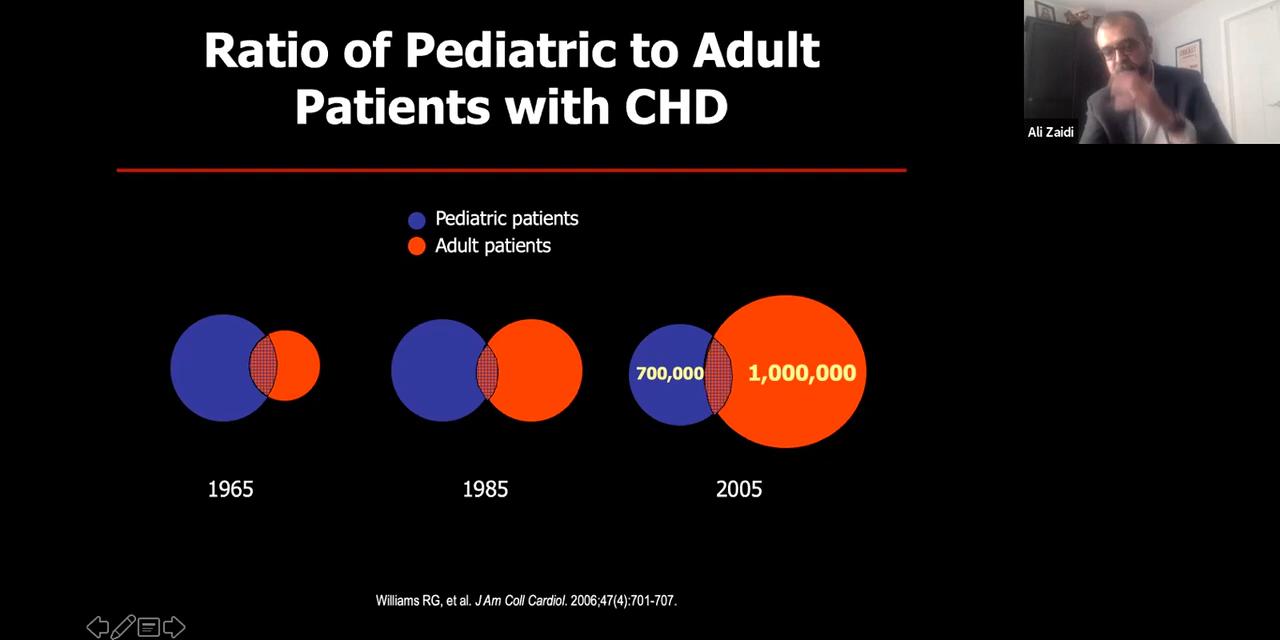 Ratio of Pediatric to Adult
Patients with CHD
Ali Zaidi
Pediatric patients
Adult patients
700,000
1,000,000
1965
1985
2005
Williams RG, et al. J Am Coll Cardiol. 2006;47(4):701-707.